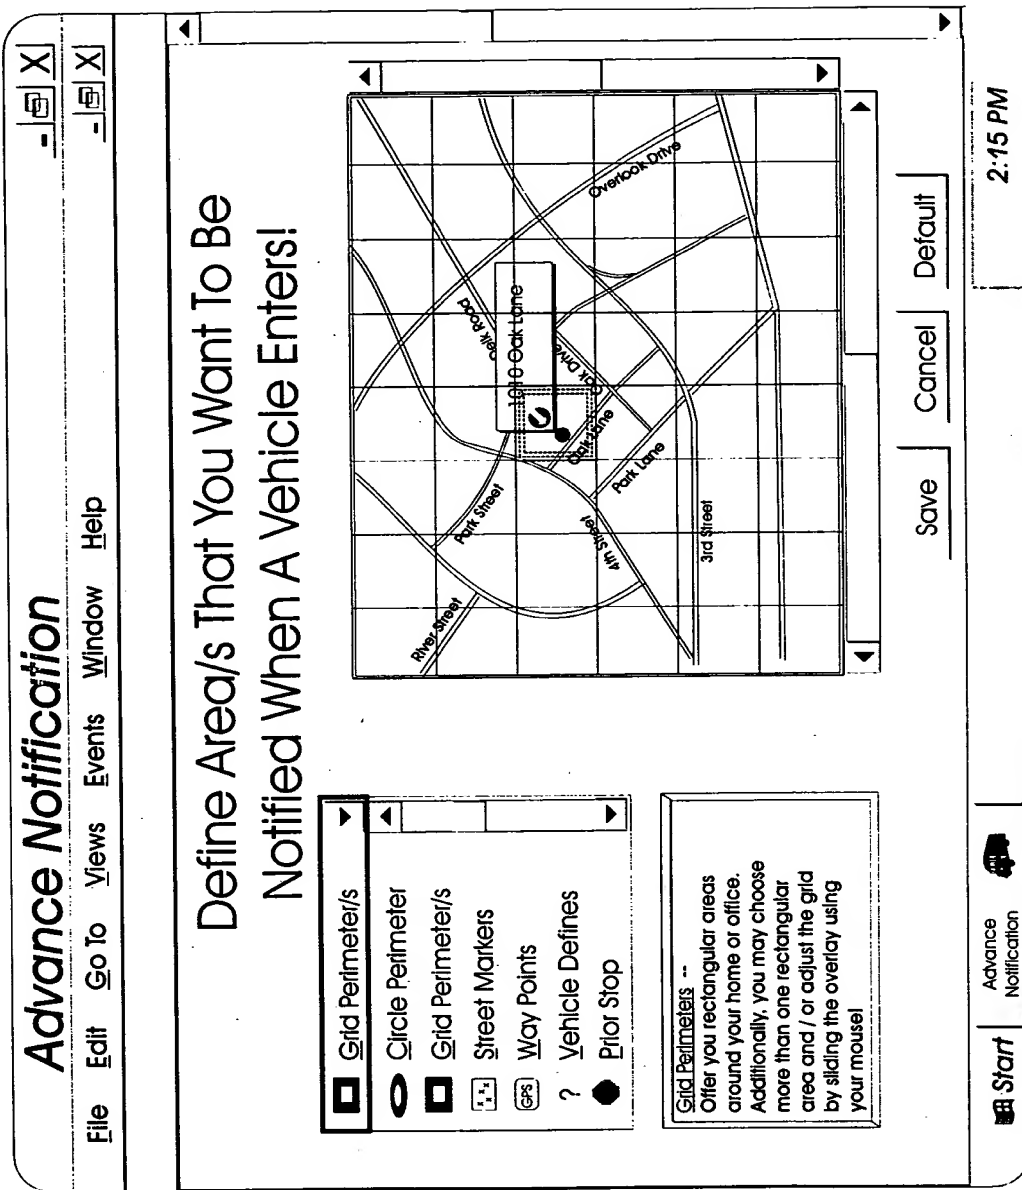 Advance Notification
File Edit Go To Views Events Window Help
Define Area/s That You Want To Be
Notified When A Vehicle Enters!
Grid Perimeter/s
Circle Perimeter
Grid Perimeter/s
Street Markers
GPS Way Points
? Vehicle Defines
Prior Stop
Grid Perimeters --
Offer you rectangular areas
around your home or office.
Additionally, you may choose
more than one rectangular
area and / or adjust the grid
by sliding the overlay using
your mouse!
River Street
Park Street
4th Street
3rd Street
Park Lane
Oak Lane
Oak Drive
1010 Oak Lane
Road
Overlook Drive
Save
Cancel
Default
Start
Advance
Notification
2:15 PM